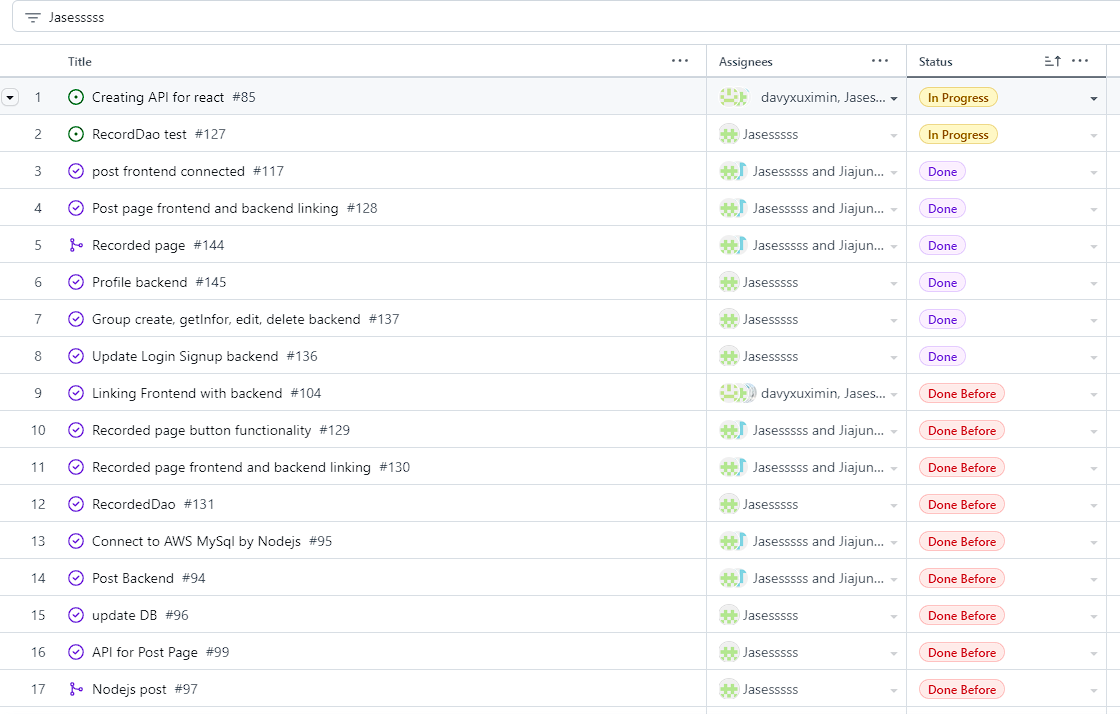 Jasesssss
Title ... Assignees ... Status ...
1 Creating API for react #85 davyxuximin, Jases... In Progress
2 RecordDao test #127 Jasesssss In Progress
3 post frontend connected #117 Jasesssss and Jiajun... Done
4 Post page frontend and backend linking #128 Jasesssss and Jiajun... Done
5 Recorded page #144 Jasesssss and Jiajun... Done
6 Profile backend #145 Jasesssss Done
7 Group create, getInfor, edit, delete backend #137 Jasesssss Done
8 Update Login Signup backend #136 Jasesssss Done
9 Linking Frontend with backend #104 davyxuximin, Jases... Done Before
10 Recorded page button functionality #129 Jasesssss and Jiajun... Done Before
11 Recorded page frontend and backend linking #130 Jasesssss and Jiajun... Done Before
12 RecordedDao #131 Jasesssss Done Before
13 Connect to AWS MySql by Nodejs #95 Jasesssss and Jiajun... Done Before
14 Post Backend #94 Jasesssss and Jiajun... Done Before
15 update DB #96 Jasesssss Done Before
16 API for Post Page #99 Jasesssss Done Before
17 Nodejs post #97 Jasesssss Done Before